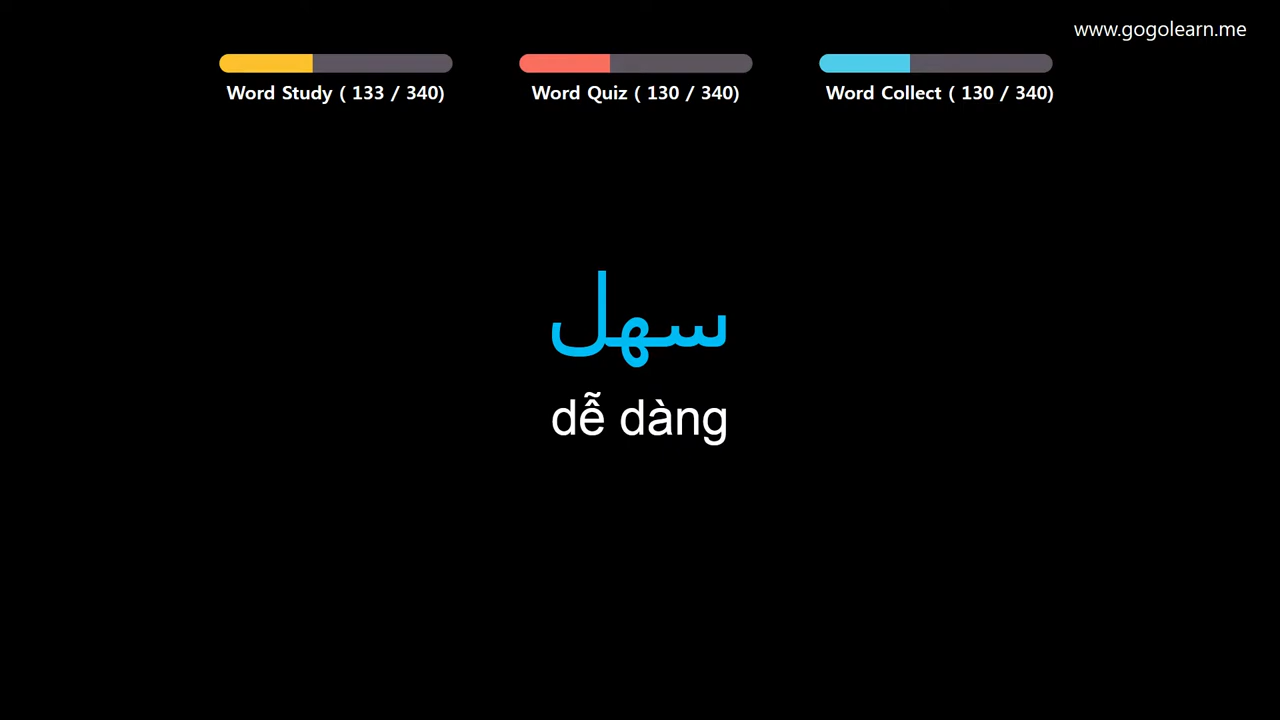 www.gogolearn.me
Word Study ( 133 / 340)
Word Quiz ( 130 / 340)
Word Collect ( 130 / 340)
سهل
dễ dàng